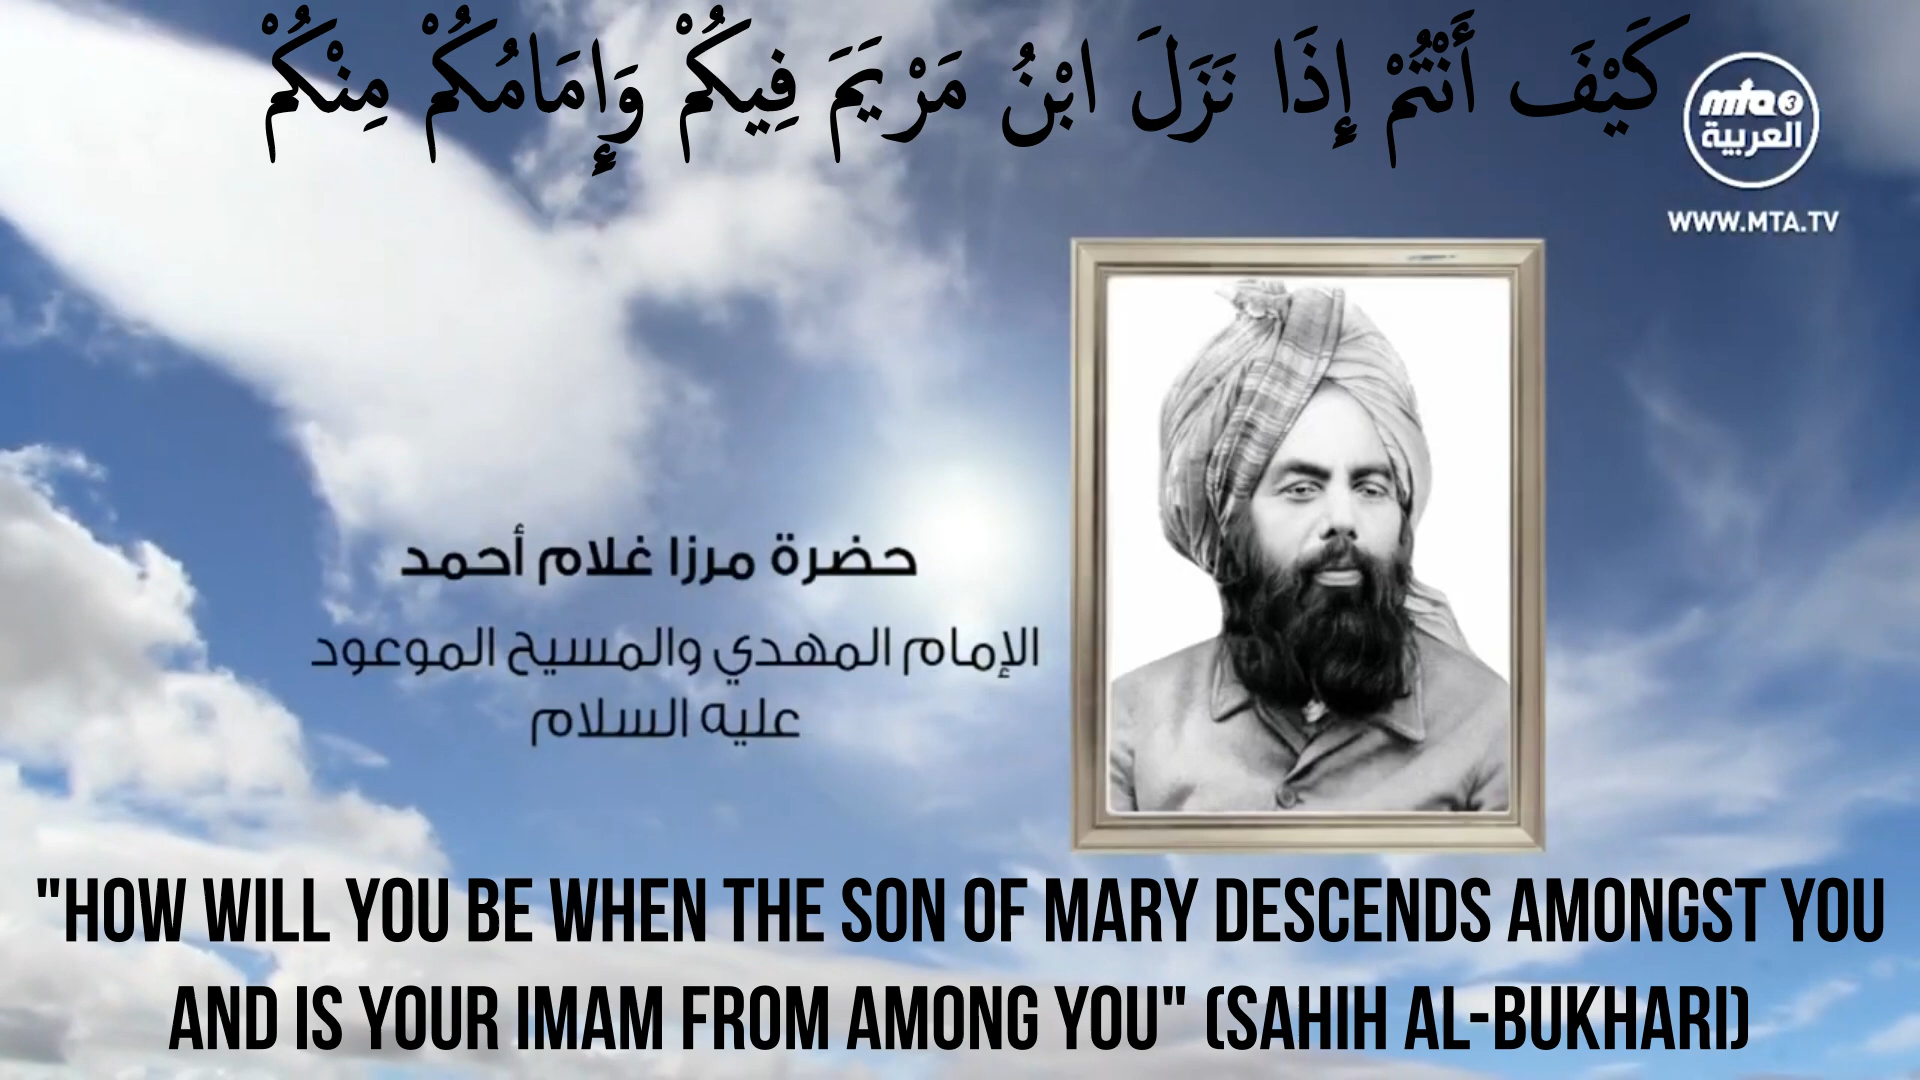 كَيْفَ أَنْتُمْ إِذَا نَزَلَ ابْنُ مَرْيَمَ فِيكُمْ وَإِمَامُكُمْ مِنْكُمْ
mta3
العربية
WWW.MTA.TV
حضرة مرزا غلام أحمد
الإمام المهدي والمسيح الموعود
عليه السلام
"HOW WILL YOU BE WHEN THE SON OF MARY DESCENDS AMONGST YOU
AND IS YOUR IMAM FROM AMONG YOU" (SAHIH AL-BUKHARI)